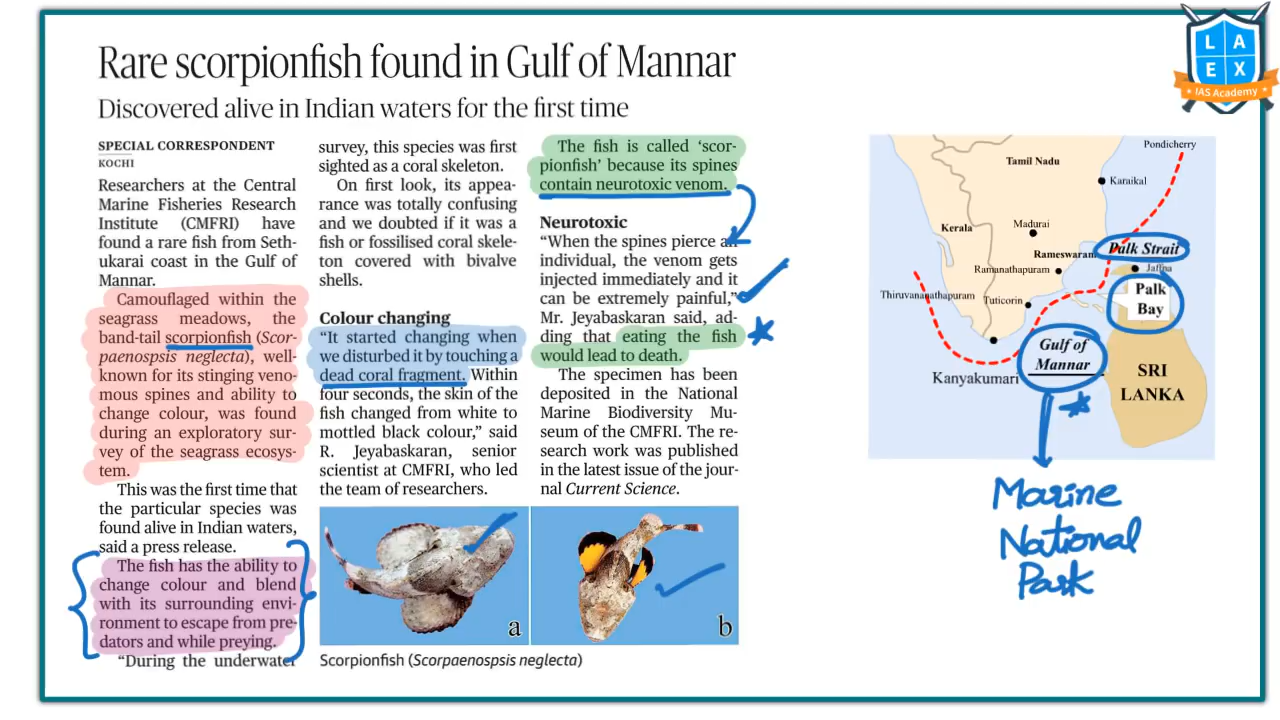 Rare scorpionfish found in Gulf of Mannar
Discovered alive in Indian waters for the first time
SPECIAL CORRESPONDENT
KOCHI
Researchers at the Central
Marine Fisheries Research
Institute (CMFRI) have
found a rare fish from Seth-
ukarai coast in the Gulf of
Mannar.
Camouflaged within the
seagrass meadows, the
band-tail scorpionfish (Scor-
paenospsis neglecta), well-
known for its stinging veno-
mous spines and ability to
change colour, was found
during an exploratory sur-
vey of the seagrass ecosys-
tem.
This was the first time that
the particular species was
found alive in Indian waters,
said a press release.
The fish has the ability to
change colour and blend
with its surrounding envi-
ronment to escape from pre-
dators and while preying.
“During the underwater
survey, this species was first
sighted as a coral skeleton.
On first look, its appea-
rance was totally confusing
and we doubted if it was a
fish or fossilised coral skele-
ton covered with bivalve
shells.
Colour changing
“It started changing when
we disturbed it by touching a
dead coral fragment. Within
four seconds, the skin of the
fish changed from white to
mottled black colour,” said
R. Jeyabaskaran, senior
scientist at CMFRI, who led
the team of researchers.
The fish is called ‘scor-
pionfish’ because its spines
contain neurotoxic venom.
Neurotoxic
“When the spines pierce an
individual, the venom gets
injected immediately and it
can be extremely painful,”
Mr. Jeyabaskaran said, ad-
ding that eating the fish
would lead to death.
The specimen has been
deposited in the National
Marine Biodiversity Mu-
seum of the CMFRI. The re-
search work was published
in the latest issue of the jour-
nal Current Science.
a
b
Scorpionfish (Scorpaenospsis neglecta)
L A
E X
IAS Academy
Pondicherry
Tamil Nadu
Karaikal
Madurai
Kerala
Palk Strait
Rameswaram
Jaffna
Ramanathapuram
Palk
Bay
Thiruvananathapuram
Tuticorin
Gulf of
Mannar
SRI
LANKA
Kanyakumari
Marine
National
Park